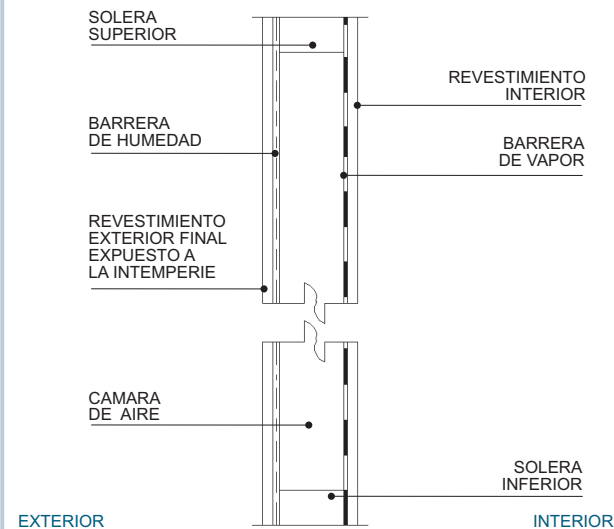 SOLERA
SUPERIOR
REVESTIMIENTO
INTERIOR
BARRERA
DE HUMEDAD
BARRERA
DE VAPOR
REVESTIMIENTO
EXTERIOR FINAL
EXPUESTO A
LA INTEMPERIE
CAMARA
DE AIRE
SOLERA
INFERIOR
EXTERIOR
INTERIOR